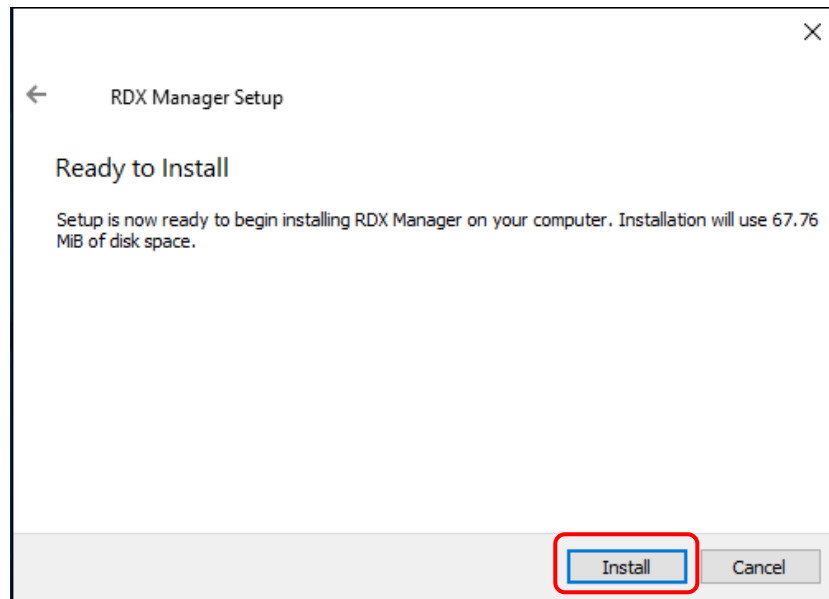 RDX Manager Setup
Ready to Install
Setup is now ready to begin installing RDX Manager on your computer. Installation will use 67.76
MiB of disk space.
Install
Cancel